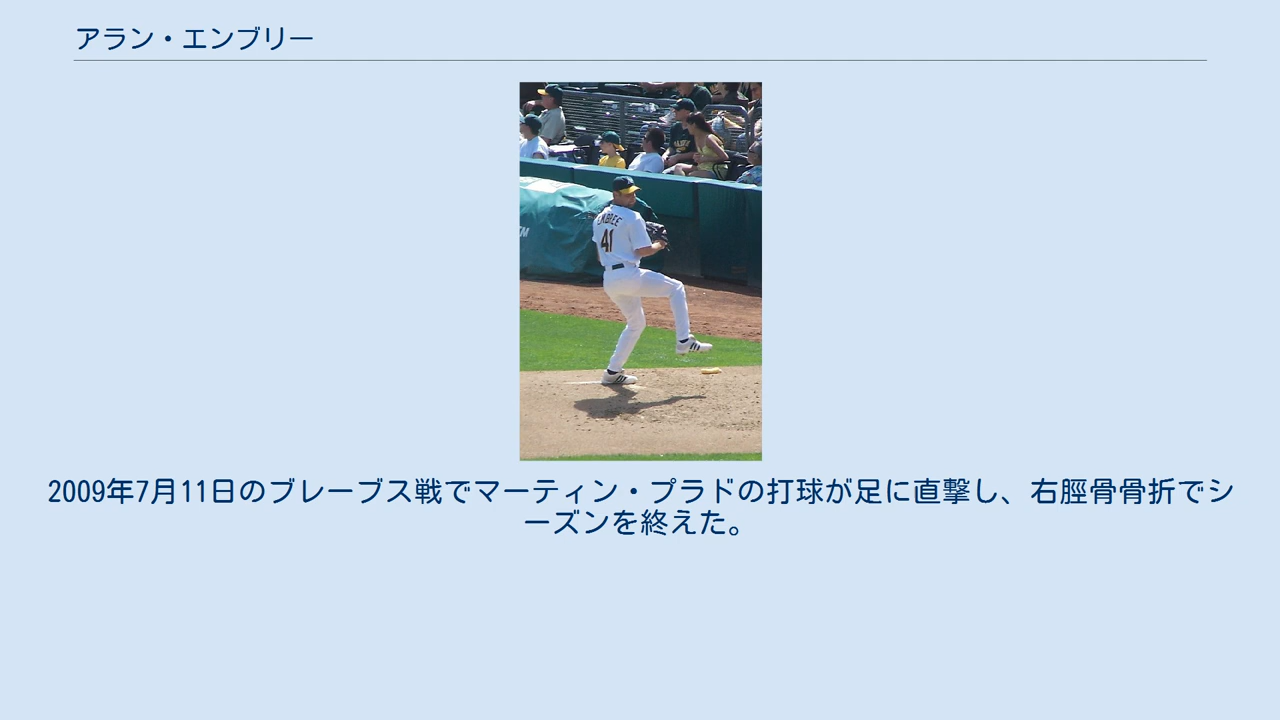 アラン・エンブリー
EMBREE
41
2009年7月11日のブレーブス戦でマーティン・プラドの打球が足に直撃し、右脛骨骨折でシ
ーズンを終えた。